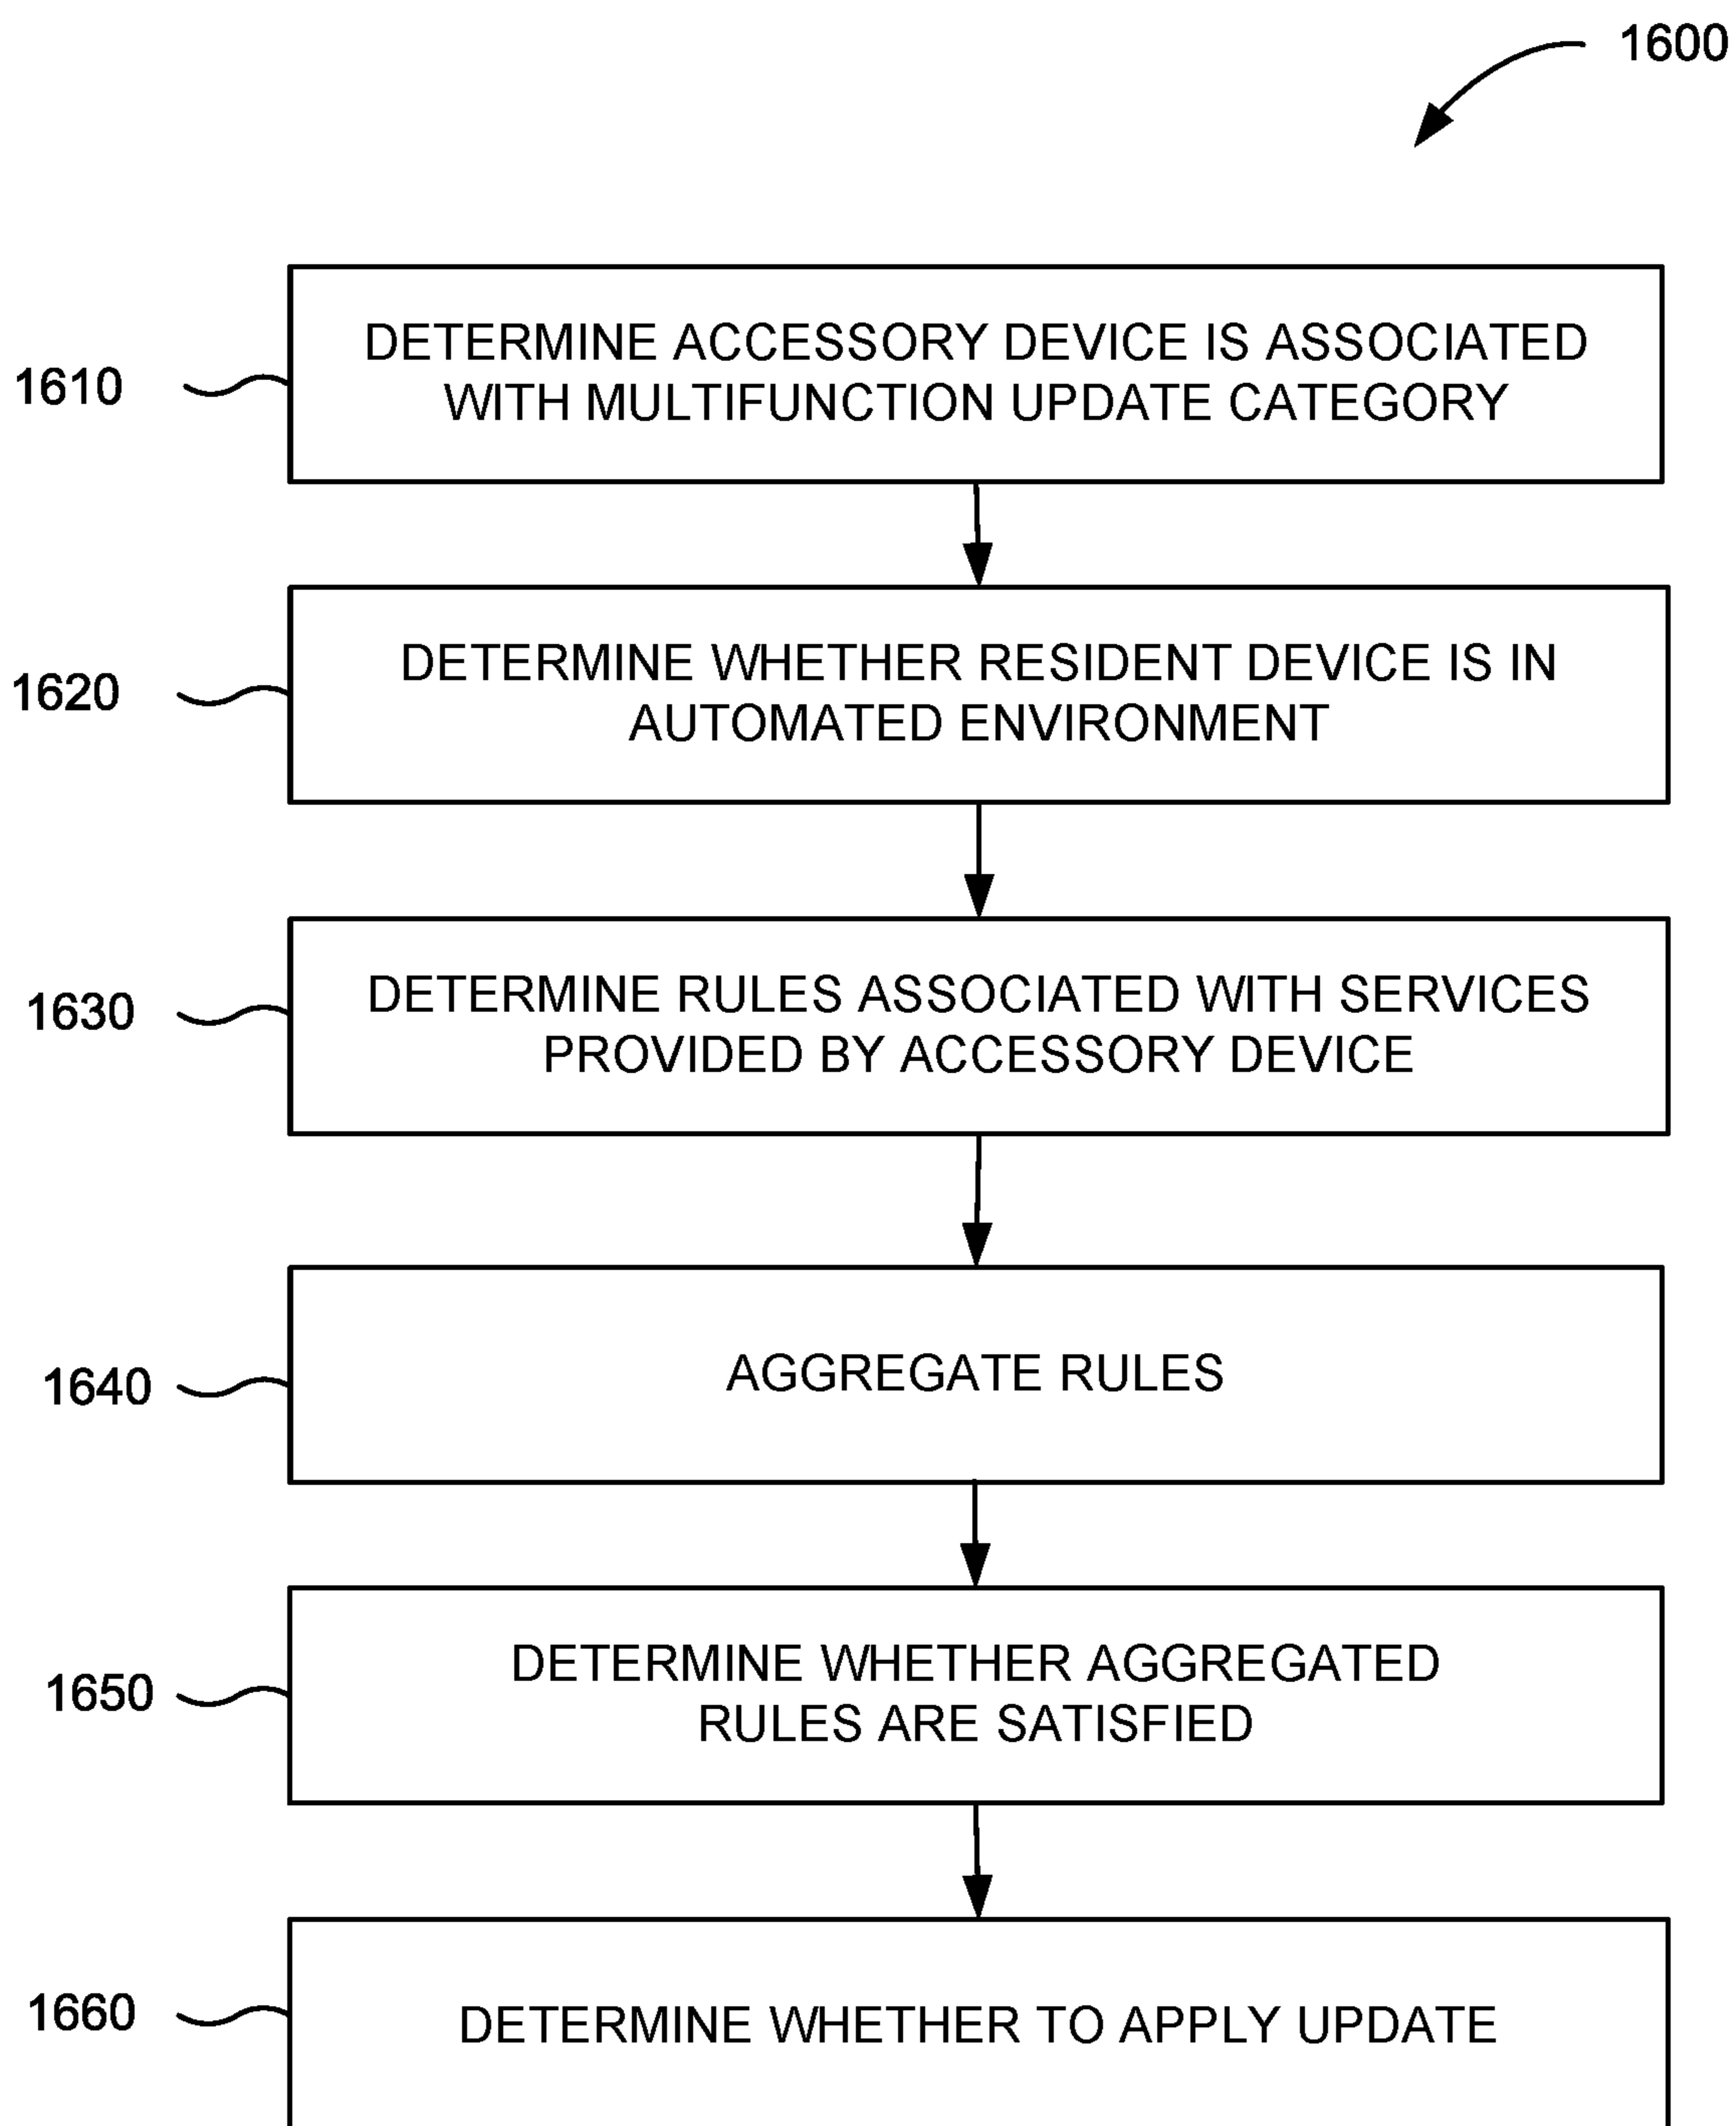 1600
1610
DETERMINE ACCESSORY DEVICE IS ASSOCIATED
WITH MULTIFUNCTION UPDATE CATEGORY
1620
DETERMINE WHETHER RESIDENT DEVICE IS IN
AUTOMATED ENVIRONMENT
1630
DETERMINE RULES ASSOCIATED WITH SERVICES
PROVIDED BY ACCESSORY DEVICE
1640
AGGREGATE RULES
1650
DETERMINE WHETHER AGGREGATED
RULES ARE SATISFIED
1660
DETERMINE WHETHER TO APPLY UPDATE